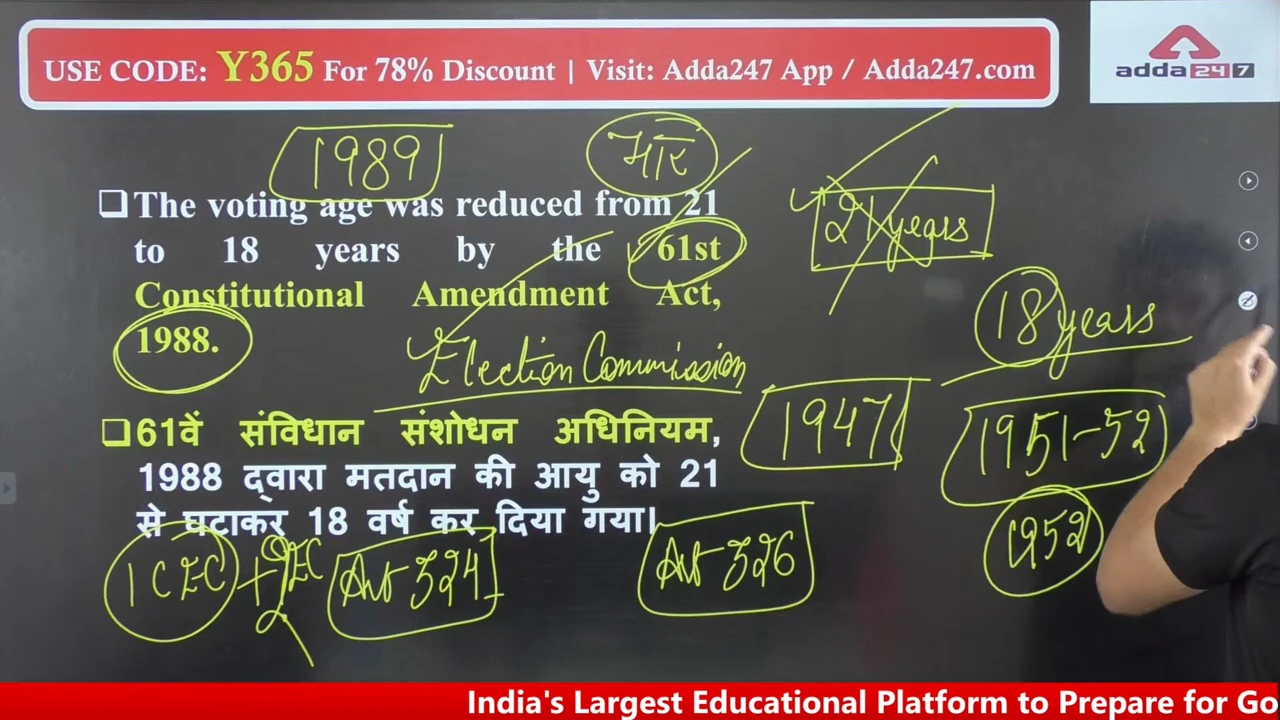 USE CODE: Y365 For 78% Discount | Visit: Adda247 App / Adda247.com
adda247
1989
भार
❑ The voting age was reduced from 21
to 18 years by the 61st
Constitutional Amendment Act,
1988.
21 years
18 years
Election Commission
1947
1951-52
1952
❑ 61वें संविधान संशोधन अधिनियम,
1988 द्वारा मतदान की आयु को 21
से घटाकर 18 वर्ष कर दिया गया।
1 CEC + 2 EC
Art 324
Art 326
India's Largest Educational Platform to Prepare for Go